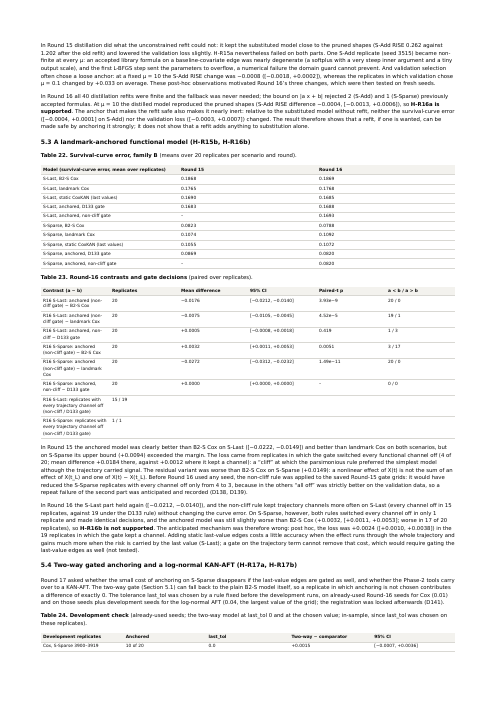 In Round 15 distillation did what the unconstrained refit could not: it kept the substituted model close to the pruned shapes (S-Add RISE 0.262 against
1.202 after the old refit) and lowered the validation loss slightly. H-R15a nevertheless failed on both parts. One S-Add replicate (seed 3515) became non-
finite at every μ: an accepted library formula on a baseline-covariate edge was nearly degenerate (a softplus with a very steep inner argument and a tiny
output scale), and the first L-BFGS step sent the parameters to overflow, a numerical failure the domain guard cannot prevent. And validation selection
often chose a loose anchor: at a fixed μ = 10 the RISE change was −0.0008 ([−0.0018, +0.0002]), whereas the replicates in which validation chose
μ = 0.1 changed by +0.033 on average. These post-hoc observations motivated Round 16's three changes, which were then tested on fresh seeds.
In Round 16 all 40 distillation refits were finite and the fallback was never needed; the bound on |a x + b| rejected 2 (S-Add) and 1 (S-Sparse) previously
accepted formulas. At μ = 10 the distilled model reproduced the pruned shapes (S-Add RISE difference −0.0004, [−0.0013, +0.0006]), so H-R16a is
supported. The anchor that makes the refit safe also makes it nearly inert: relative to the substituted model without refit, neither the survival-curve error
([−0.0004, +0.0001] on S-Add) nor the validation loss ([−0.0003, +0.0007]) changed. The result therefore shows that a refit, if one is wanted, can be
made safe by anchoring it strongly; it does not show that a refit adds anything to substitution alone.
5.3 A landmark-anchored functional model (H-R15b, H-R16b)
Table 22. Survival-curve error, family B (means over 20 replicates per scenario and round).
Model (survival-curve error, mean over replicates) Round 15 Round 16
S-Last, B2-S Cox 0.1868 0.1869
S-Last, landmark Cox 0.1765 0.1768
S-Last, static CoxKAN (last values) 0.1690 0.1685
S-Last, anchored, D133 gate 0.1683 0.1688
S-Last, anchored, non-cliff gate – 0.1693
S-Sparse, B2-S Cox 0.0823 0.0788
S-Sparse, landmark Cox 0.1074 0.1092
S-Sparse, static CoxKAN (last values) 0.1055 0.1072
S-Sparse, anchored, D133 gate 0.0869 0.0820
S-Sparse, anchored, non-cliff gate – 0.0820
Table 23. Round-16 contrasts and gate decisions (paired over replicates).
Contrast (a − b) Replicates Mean difference 95% CI Paired-t p a < b / a > b
R16 S-Last: anchored (non-
cliff gate) − B2-S Cox 20 −0.0176 [−0.0212, −0.0140] 3.93e−9 20 / 0
R16 S-Last: anchored (non-
cliff gate) − landmark Cox 20 −0.0075 [−0.0105, −0.0045] 4.52e−5 19 / 1
R16 S-Last: anchored, non-
cliff − D133 gate 20 +0.0005 [−0.0008, +0.0018] 0.419 1 / 3
R16 S-Sparse: anchored
(non-cliff gate) − B2-S Cox 20 +0.0032 [+0.0011, +0.0053] 0.0051 3 / 17
R16 S-Sparse: anchored
(non-cliff gate) − landmark
Cox 20 −0.0272 [−0.0312, −0.0232] 1.49e−11 20 / 0
R16 S-Sparse: anchored,
non-cliff − D133 gate 20 +0.0000 [+0.0000, +0.0000] – 0 / 0
R16 S-Last: replicates with
every trajectory channel off
(non-cliff / D133 gate) 15 / 19
R16 S-Sparse: replicates with
every trajectory channel off
(non-cliff / D133 gate) 1 / 1
In Round 15 the anchored model was clearly better than B2-S Cox on S-Last ([−0.0222, −0.0149]) and better than landmark Cox on both scenarios, but
on S-Sparse its upper bound (+0.0094) exceeded the margin. The loss came from replicates in which the gate switched every functional channel off (4 of
20; mean difference +0.0184 there, against +0.0012 where it kept a channel): a "cliff" at which the parsimonious rule preferred the simplest model
although the trajectory carried signal. The residual variant was worse than B2-S Cox on S-Sparse (+0.0149): a nonlinear effect of X(t) is not the sum of an
effect of X(t_L) and one of X(t) − X(t_L). Before Round 16 used any seed, the non-cliff rule was applied to the saved Round-15 gate grids: it would have
reduced the S-Sparse replicates with every channel off only from 4 to 3, because in the others "all off" was strictly better on the validation data, so a
repeat failure of the second part was anticipated and recorded (D138, D139).
In Round 16 the S-Last part held again ([−0.0212, −0.0140]), and the non-cliff rule kept trajectory channels more often on S-Last (every channel off in 15
replicates, against 19 under the D133 rule) without changing the curve error. On S-Sparse, however, both rules switched every channel off in only 1
replicate and made identical decisions, and the anchored model was still slightly worse than B2-S Cox (+0.0032, [+0.0011, +0.0053]; worse in 17 of 20
replicates), so H-R16b is not supported. The anticipated mechanism was therefore wrong: post hoc, the loss was +0.0024 ([+0.0010, +0.0038]) in the
19 replicates in which the gate kept a channel. Adding static last-value edges costs a little accuracy when the effect runs through the whole trajectory and
gains much more when the risk is carried by the last value (S-Last); a gate on the trajectory term cannot remove that cost, which would require gating the
last-value edges as well (not tested).
5.4 Two-way gated anchoring and a log-normal KAN-AFT (H-R17a, H-R17b)
Round 17 asked whether the small cost of anchoring on S-Sparse disappears if the last-value edges are gated as well, and whether the Phase-2 tools carry
over to a KAN-AFT. The two-way gate (Section 5.1) can fall back to the plain B2-S model itself, so a replicate in which anchoring is not chosen contributes
a difference of exactly 0. The tolerance last_tol was chosen by a rule fixed before the development runs, on already-used Round-16 seeds for Cox (0.01)
and on those seeds plus development seeds for the log-normal AFT (0.04, the largest value of the grid); the registration was locked afterwards (D141).
Table 24. Development check (already-used seeds; the two-way model at last_tol 0 and at the chosen value; in-sample, since last_tol was chosen on
these replicates).
Development replicates Anchored last_tol Two-way − comparator 95% CI
Cox, S-Sparse 3900–3919 10 of 20 0.0 +0.0015 [−0.0007, +0.0036]